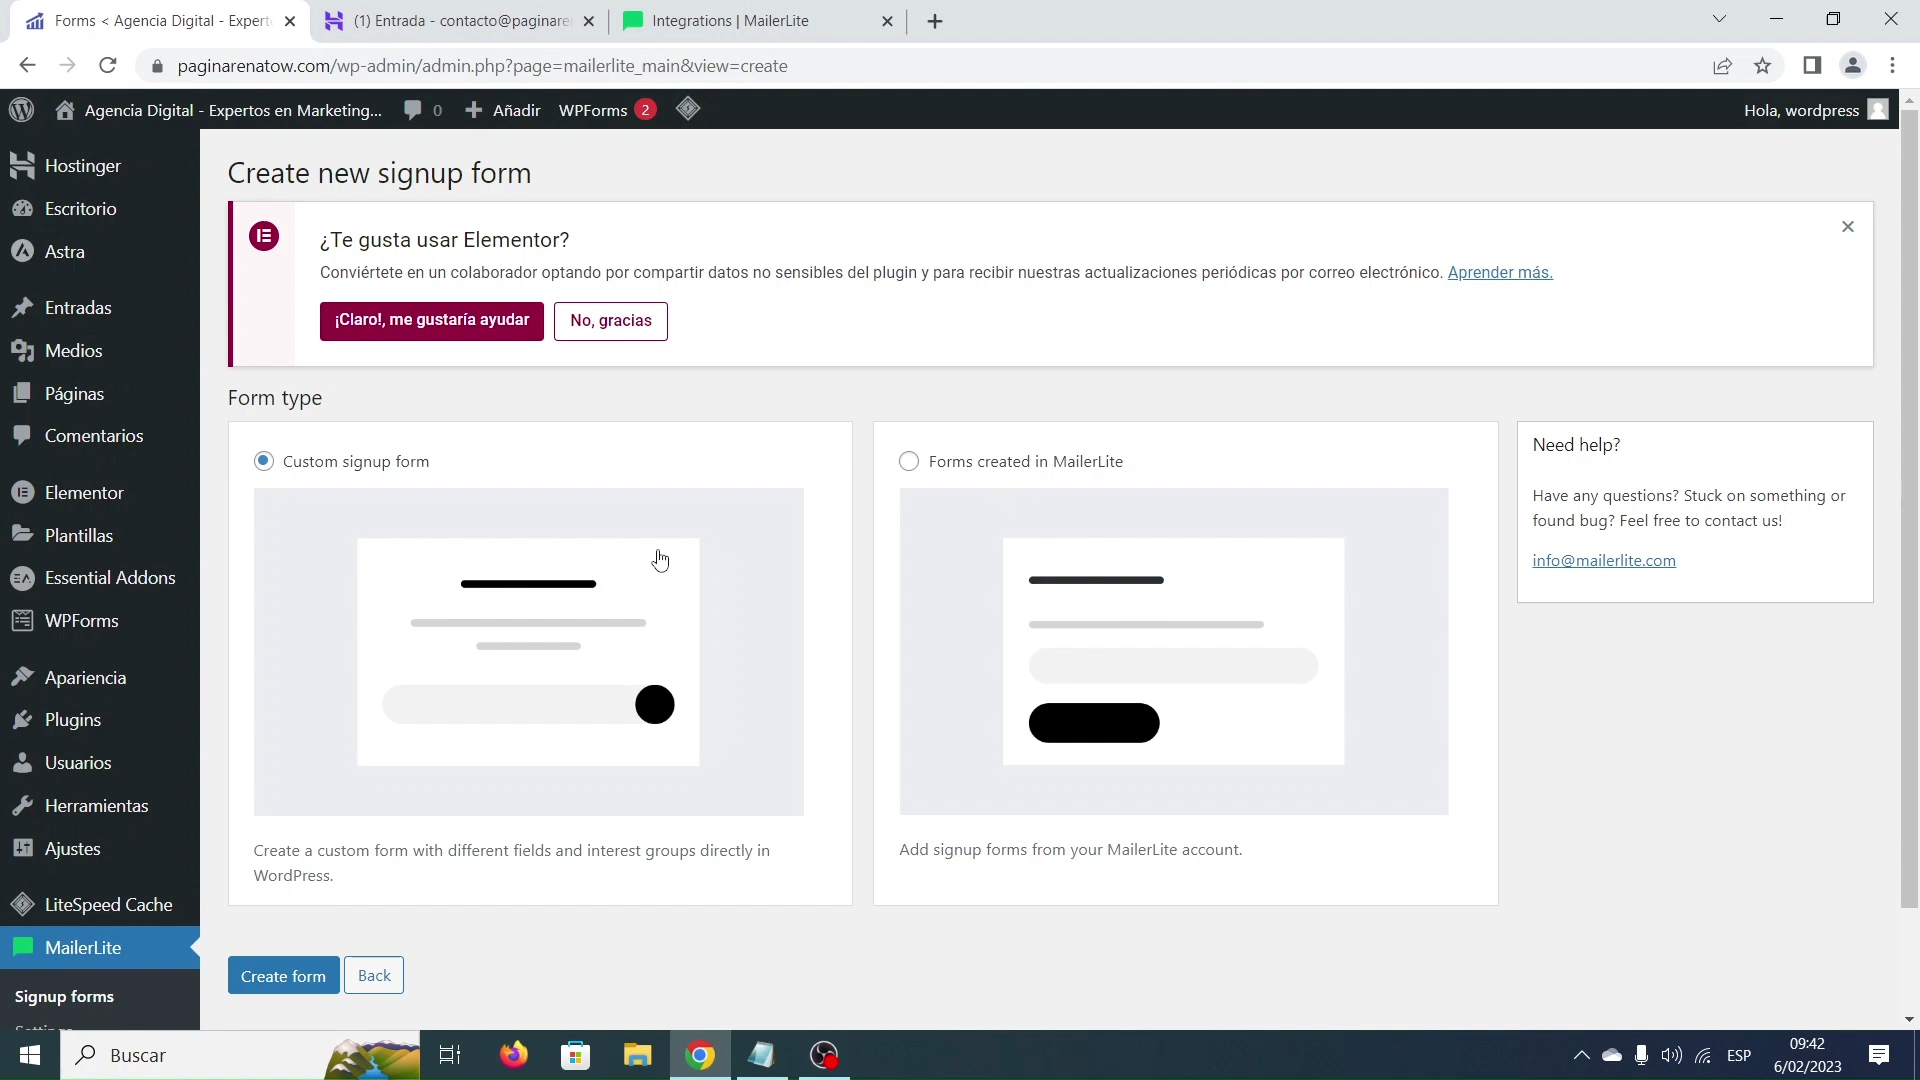 Forms < Agencia Digital - Expert
(1) Entrada - contacto@paginare
Integrations | MailerLite
paginarenatow.com/wp-admin/admin.php?page=mailerlite_main&view=create
Agencia Digital - Expertos en Marketing...
0
Añadir
WPForms 2
Hola, wordpress
Hostinger
Escritorio
Astra
Entradas
Medios
Páginas
Comentarios
Elementor
Plantillas
Essential Addons
WPForms
Apariencia
Plugins
Usuarios
Herramientas
Ajustes
LiteSpeed Cache
MailerLite
Signup forms
Settings
Create new signup form
¿Te gusta usar Elementor?
Conviértete en un colaborador optando por compartir datos no sensibles del plugin y para recibir nuestras actualizaciones periódicas por correo electrónico. Aprender más.
¡Claro!, me gustaría ayudar
No, gracias
Form type
Custom signup form
Create a custom form with different fields and interest groups directly in
WordPress.
Forms created in MailerLite
Add signup forms from your MailerLite account.
Need help?
Have any questions? Stuck on something or
found bug? Feel free to contact us!
info@mailerlite.com
Create form
Back
Buscar
ESP
09:42
6/02/2023